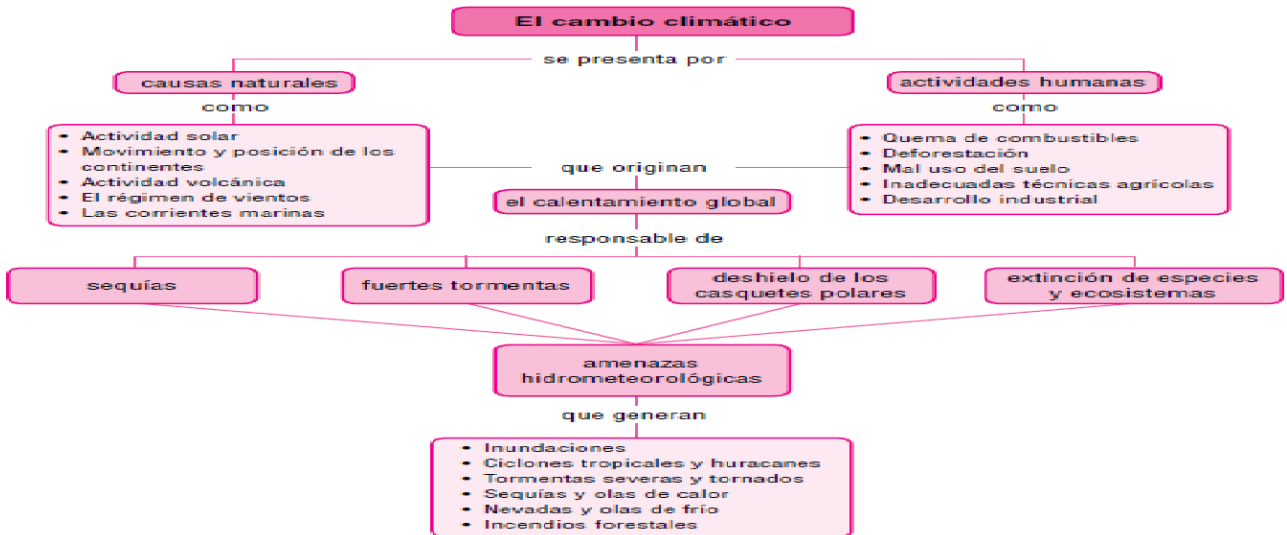 El cambio climático
se presenta por
causas naturales
actividades humanas
como
como
• Actividad solar
• Movimiento y posición de los
continentes
• Actividad volcánica
• El régimen de vientos
• Las corrientes marinas
que originan
• Quema de combustibles
• Deforestación
• Mal uso del suelo
• Inadecuadas técnicas agrícolas
• Desarrollo industrial
el calentamiento global
responsable de
sequías
fuertes tormentas
deshielo de los
casquetes polares
extinción de especies
y ecosistemas
amenazas
hidrometeorológicas
que generan
• Inundaciones
• Ciclones tropicales y huracanes
• Tormentas severas y tornados
• Sequías y olas de calor
• Nevadas y olas de frío
• Incendios forestales